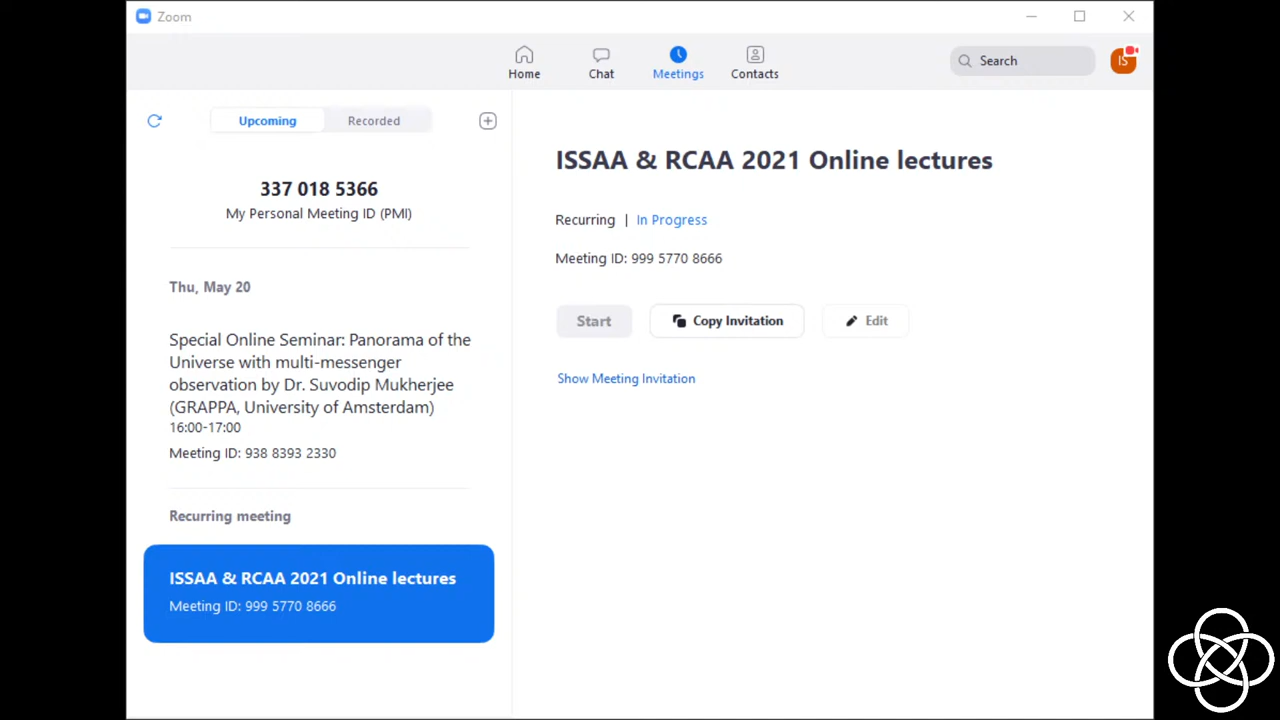 Zoom
Home
Chat
Meetings
Contacts
Search
IS
Upcoming
Recorded
337 018 5366
My Personal Meeting ID (PMI)
Thu, May 20
Special Online Seminar: Panorama of the
Universe with multi-messenger
observation by Dr. Suvodip Mukherjee
(GRAPPA, University of Amsterdam)
16:00-17:00
Meeting ID: 938 8393 2330
Recurring meeting
ISSAA & RCAA 2021 Online lectures
Meeting ID: 999 5770 8666
ISSAA & RCAA 2021 Online lectures
Recurring | In Progress
Meeting ID: 999 5770 8666
Start
Copy Invitation
Edit
Show Meeting Invitation